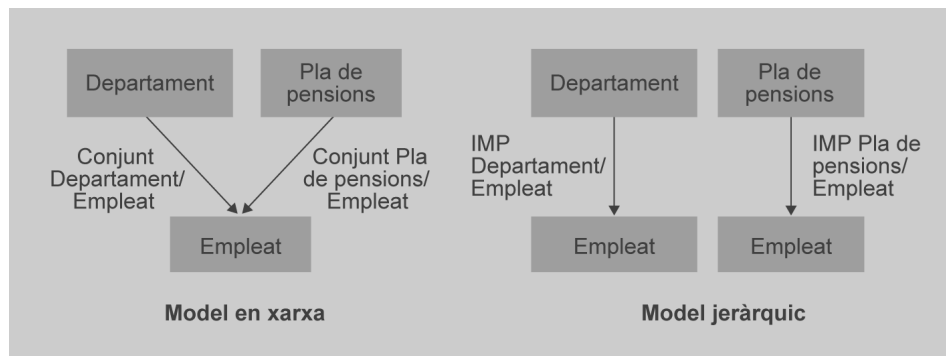 Departament
Pla de
pensions
Conjunt
Departament/
Empleat
Conjunt Pla
de pensions/
Empleat
Empleat
Model en xarxa
Departament
Pla de
pensions
IMP
Departament/
Empleat
IMP Pla de
pensions/
Empleat
Empleat
Empleat
Model jeràrquic